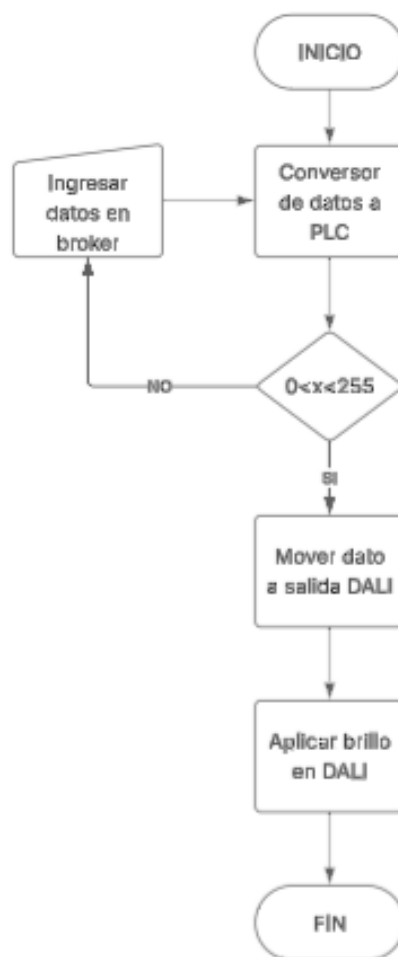 INICIO
Ingresar
datos en
broker
Conversor
de datos a
PLC
0<x<255
NO
SI
Mover dato
a salida DALI
Aplicar brillo
en DALI
FIN